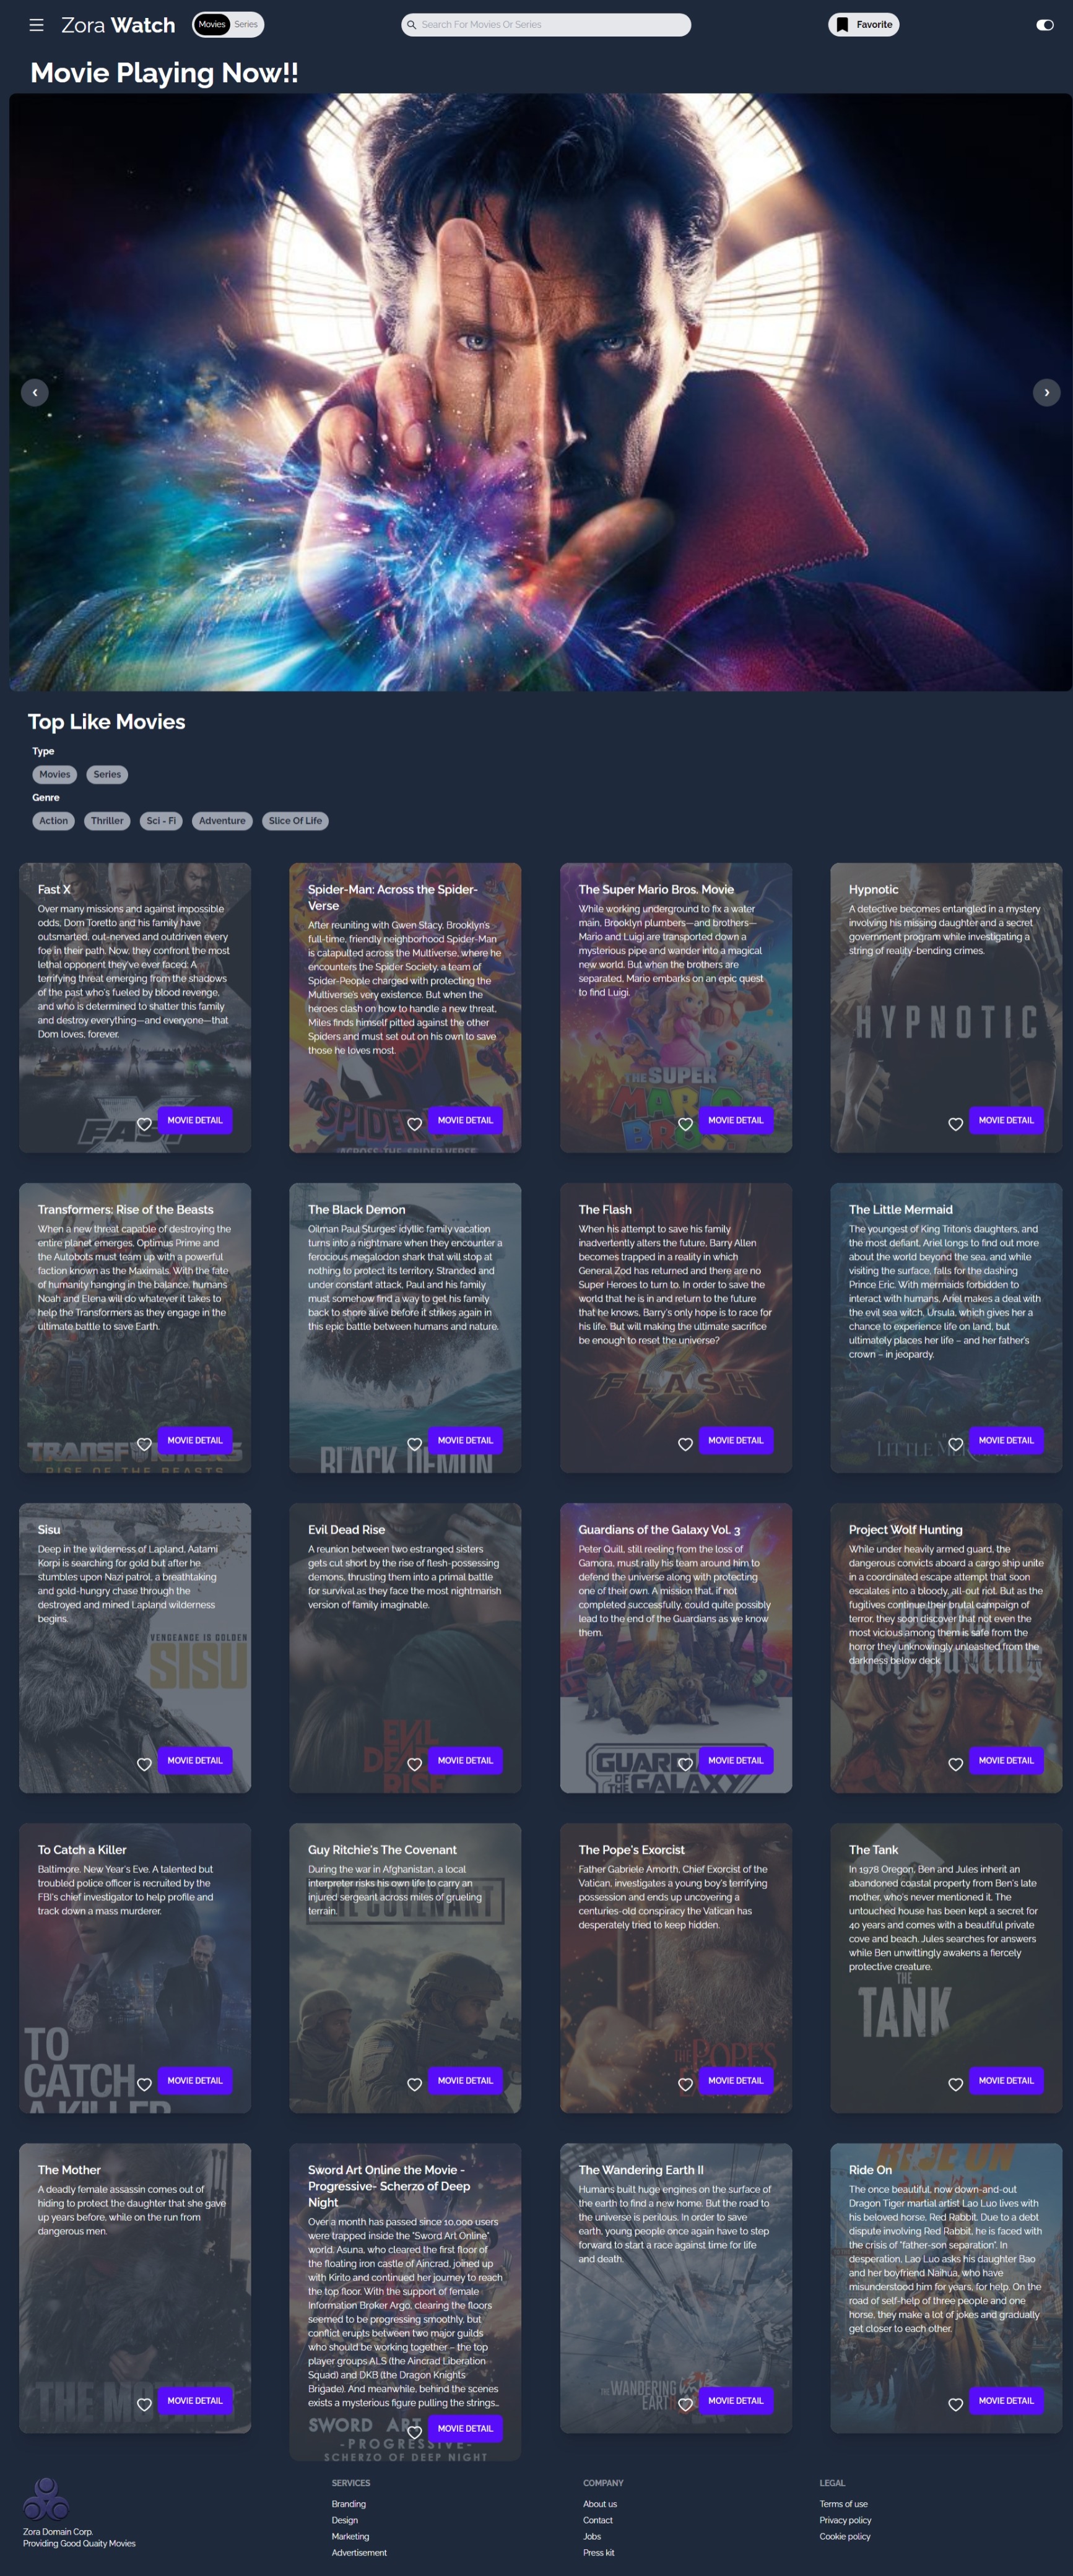 Zora Watch
Movies Series
Search For Movies Or Series
Favorite
Movie Playing Now!!
Top Like Movies
Type
Movies Series
Genre
Action Thriller Sci - Fi Adventure Slice Of Life
Fast X
Over many missions and against impossible
odds, Dom Toretto and his family have
outsmarted, out-nerved and outdriven every
foe in their path. Now, they confront the most
lethal opponent they've ever faced: A
terrifying threat emerging from the shadows
of the past who's fueled by blood revenge,
and who is determined to shatter this family
and destroy everything—and everyone—that
Dom loves, forever.
FAST X
MOVIE DETAIL
Spider-Man: Across the Spider-
Verse
After reuniting with Gwen Stacy, Brooklyn's
full-time, friendly neighborhood Spider-Man
is catapulted across the Multiverse, where he
encounters the Spider Society, a team of
Spider-People charged with protecting the
Multiverse's very existence. But when the
heroes clash on how to handle a new threat,
Miles finds himself pitted against the other
Spiders and must set out on his own to save
those he loves most.
ACROSS THE SPIDER-VERSE
MOVIE DETAIL
The Super Mario Bros. Movie
While working underground to fix a water
main, Brooklyn plumbers—and brothers—
Mario and Luigi are transported down a
mysterious pipe and wander into a magical
new world. But when the brothers are
separated, Mario embarks on an epic quest
to find Luigi.
THE SUPER
MARIO
MOVIE DETAIL
Hypnotic
A detective becomes entangled in a mystery
involving his missing daughter and a secret
government program while investigating a
string of reality-bending crimes.
HYPNOTIC
MOVIE DETAIL
Transformers: Rise of the Beasts
When a new threat capable of destroying the
entire planet emerges, Optimus Prime and
the Autobots must team up with a powerful
faction known as the Maximals. With the fate
of humanity hanging in the balance, humans
Noah and Elena will do whatever it takes to
help the Transformers as they engage in the
ultimate battle to save Earth.
MOVIE DETAIL
RISE OF THE BEASTS
The Black Demon
Oilman Paul Sturges' idyllic family vacation
turns into a nightmare when they encounter a
ferocious megalodon shark that will stop at
nothing to protect its territory. Stranded and
under constant attack, Paul and his family
must somehow find a way to get his family
back to shore alive before it strikes again in
this epic battle between humans and nature.
MOVIE DETAIL
BLACK DEMON
The Flash
When his attempt to save his family
inadvertently alters the future, Barry Allen
becomes trapped in a reality in which
General Zod has returned and there are no
Super Heroes to turn to. In order to save the
world that he is in and return to the future
that he knows, Barry's only hope is to race for
his life. But will making the ultimate sacrifice
be enough to reset the universe?
FLASH
MOVIE DETAIL
The Little Mermaid
The youngest of King Triton's daughters, and
the most defiant, Ariel longs to find out more
about the world beyond the sea, and while
visiting the surface, falls for the dashing
Prince Eric. With mermaids forbidden to
interact with humans, Ariel makes a deal with
the evil sea witch, Ursula, which gives her a
chance to experience life on land, but
ultimately places her life – and her father's
crown – in jeopardy.
MOVIE DETAIL
Sisu
Deep in the wilderness of Lapland, Aatami
Korpi is searching for gold but after he
stumbles upon Nazi patrol, a breathtaking
and gold-hungry chase through the
destroyed and mined Lapland wilderness
begins.
VENGEANCE IS GOLDEN
SISU
MOVIE DETAIL
Evil Dead Rise
A reunion between two estranged sisters
gets cut short by the rise of flesh-possessing
demons, thrusting them into a primal battle
for survival as they face the most nightmarish
version of family imaginable.
EVIL
DEAD
RISE
MOVIE DETAIL
Guardians of the Galaxy Vol. 3
Peter Quill, still reeling from the loss of
Gamora, must rally his team around him to
defend the universe along with protecting
one of their own. A mission that, if not
completed successfully, could quite possibly
lead to the end of the Guardians as we know
them.
MOVIE DETAIL
OF THE GALAXY
Project Wolf Hunting
While under heavily armed guard, the
dangerous convicts aboard a cargo ship unite
in a coordinated escape attempt that soon
escalates into a bloody, all-out riot. But as the
fugitives continue their brutal campaign of
terror, they soon discover that not even the
most vicious among them is safe from the
horror they unknowingly unleashed from the
darkness below deck.
Wolf Hunting
MOVIE DETAIL
To Catch a Killer
Baltimore. New Year's Eve. A talented but
troubled police officer is recruited by the
FBI's chief investigator to help profile and
track down a mass murderer.
TO
CATCH
A KILLER
MOVIE DETAIL
Guy Ritchie's The Covenant
During the war in Afghanistan, a local
interpreter risks his own life to carry an
injured sergeant across miles of grueling
terrain.
THE COVENANT
MOVIE DETAIL
The Pope's Exorcist
Father Gabriele Amorth, Chief Exorcist of the
Vatican, investigates a young boy's terrifying
possession and ends up uncovering a
centuries-old conspiracy the Vatican has
desperately tried to keep hidden.
THE POPE'S
MOVIE DETAIL
The Tank
In 1978 Oregon, Ben and Jules inherit an
abandoned coastal property from Ben's late
mother, who's never mentioned it. The
untouched house has been kept a secret for
40 years and comes with a beautiful private
cove and beach. Jules searches for answers
while Ben unwittingly awakens a fiercely
protective creature.
THE
TANK
MOVIE DETAIL
The Mother
A deadly female assassin comes out of
hiding to protect the daughter that she gave
up years before, while on the run from
dangerous men.
MOVIE DETAIL
Sword Art Online the Movie -
Progressive- Scherzo of Deep
Night
Over a month has passed since 10,000 users
were trapped inside the "Sword Art Online"
world. Asuna, who cleared the first floor of
the floating iron castle of Aincrad, joined up
with Kirito and continued her journey to reach
the top floor. With the support of female
Information Broker Argo, clearing the floors
seemed to be progressing smoothly, but
conflict erupts between two major guilds
who should be working together – the top
player groups ALS (the Aincrad Liberation
Squad) and DKB (the Dragon Knights
Brigade). And meanwhile, behind the scenes
exists a mysterious figure pulling the strings…
SWORD ART
MOVIE DETAIL
-PROGRESSIVE-
SCHERZO OF DEEP NIGHT
The Wandering Earth II
Humans built huge engines on the surface of
the earth to find a new home. But the road to
the universe is perilous. In order to save
earth, young people once again have to step
forward to start a race against time for life
and death.
THE WANDERING
EARTH
MOVIE DETAIL
RIDE ON
Ride On
The once beautiful, now down-and-out
Dragon Tiger martial artist Lao Luo lives with
his beloved horse, Red Rabbit. Due to a debt
dispute involving Red Rabbit, he is faced with
the crisis of "father-son separation". In
desperation, Lao Luo asks his daughter Bao
and her boyfriend Naihua, who have
misunderstood him for years, for help. On the
road of self-help of three people and one
horse, they make a lot of jokes and gradually
get closer to each other.
MOVIE DETAIL
Zora Domain Corp.
Providing Good Quaity Movies
SERVICES
Branding
Design
Marketing
Advertisement
COMPANY
About us
Contact
Jobs
Press kit
LEGAL
Terms of use
Privacy policy
Cookie policy